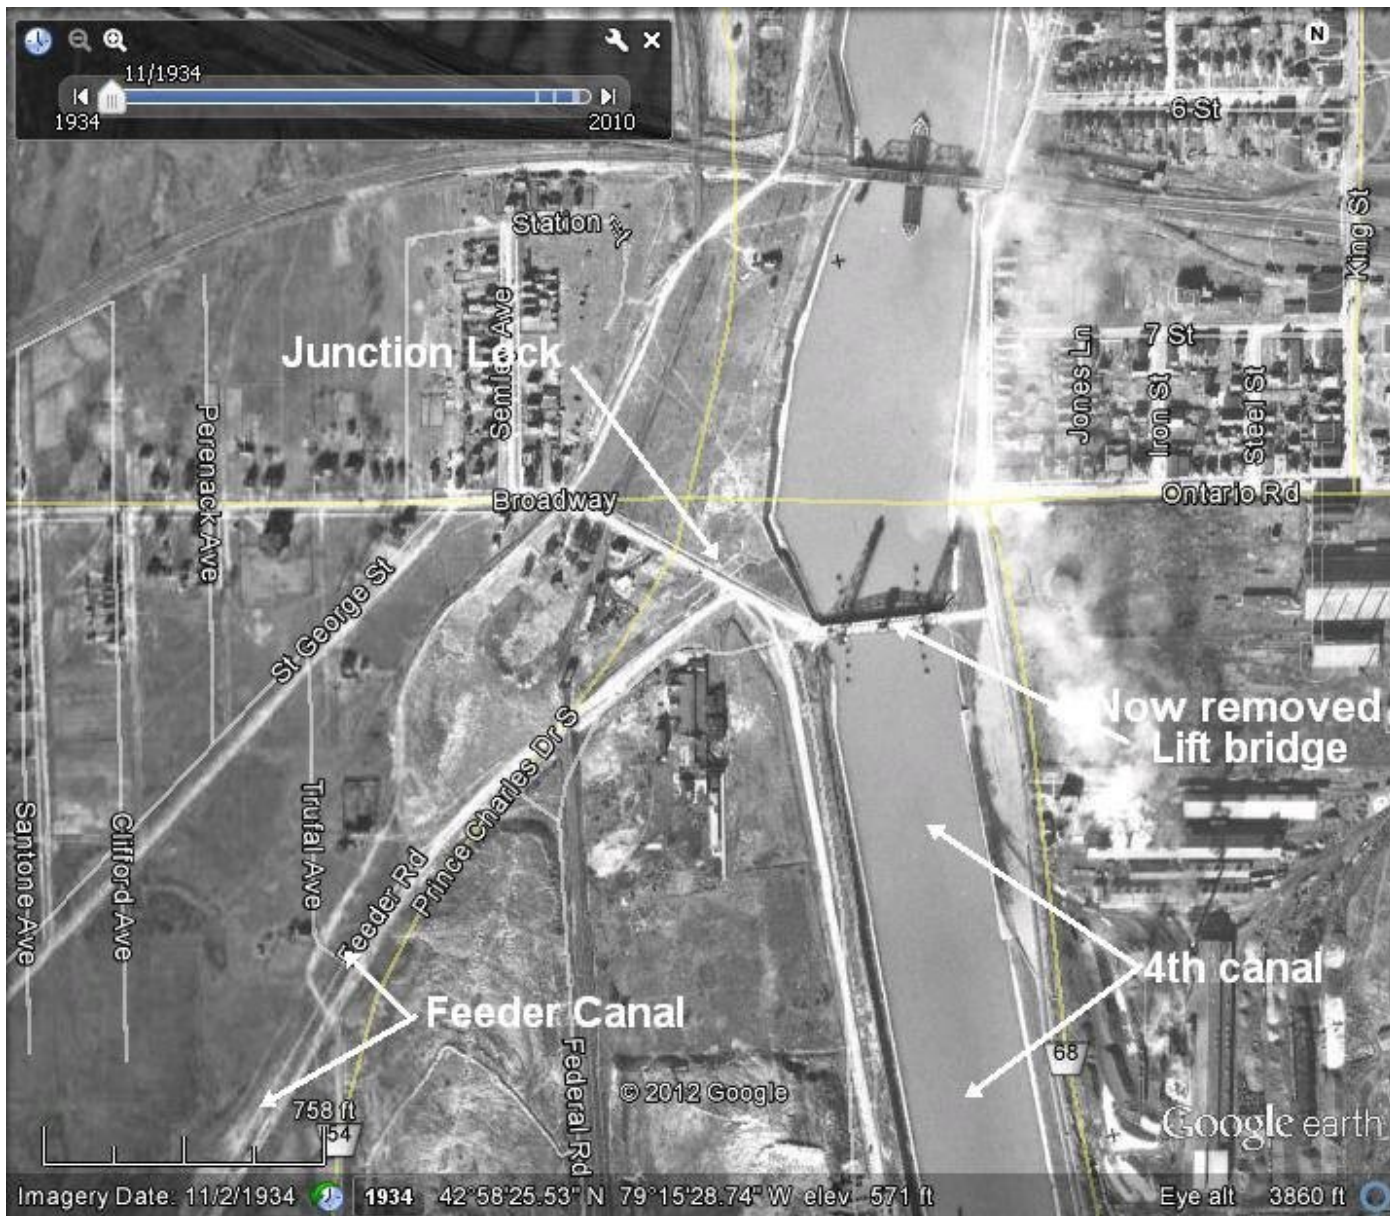 11/1934
1934
2010
N
6 St
King St
Station
Semley Ave
Junction Lock
7 St
Jones Ln
Iron St
Steel St
Perenack Ave
Broadway
Ontario Rd
St George St
Now removed
Lift bridge
Prince Charles Dr S
Trufal Ave
Clifford Ave
Santone Ave
Feeder Rd
4th canal
Feeder Canal
68
Federal Rd
© 2012 Google
758 ft
54
Google earth
Imagery Date: 11/2/1934
1934
42°58'25.53" N 79°15'28.74" W elev 571 ft
Eye alt 3860 ft